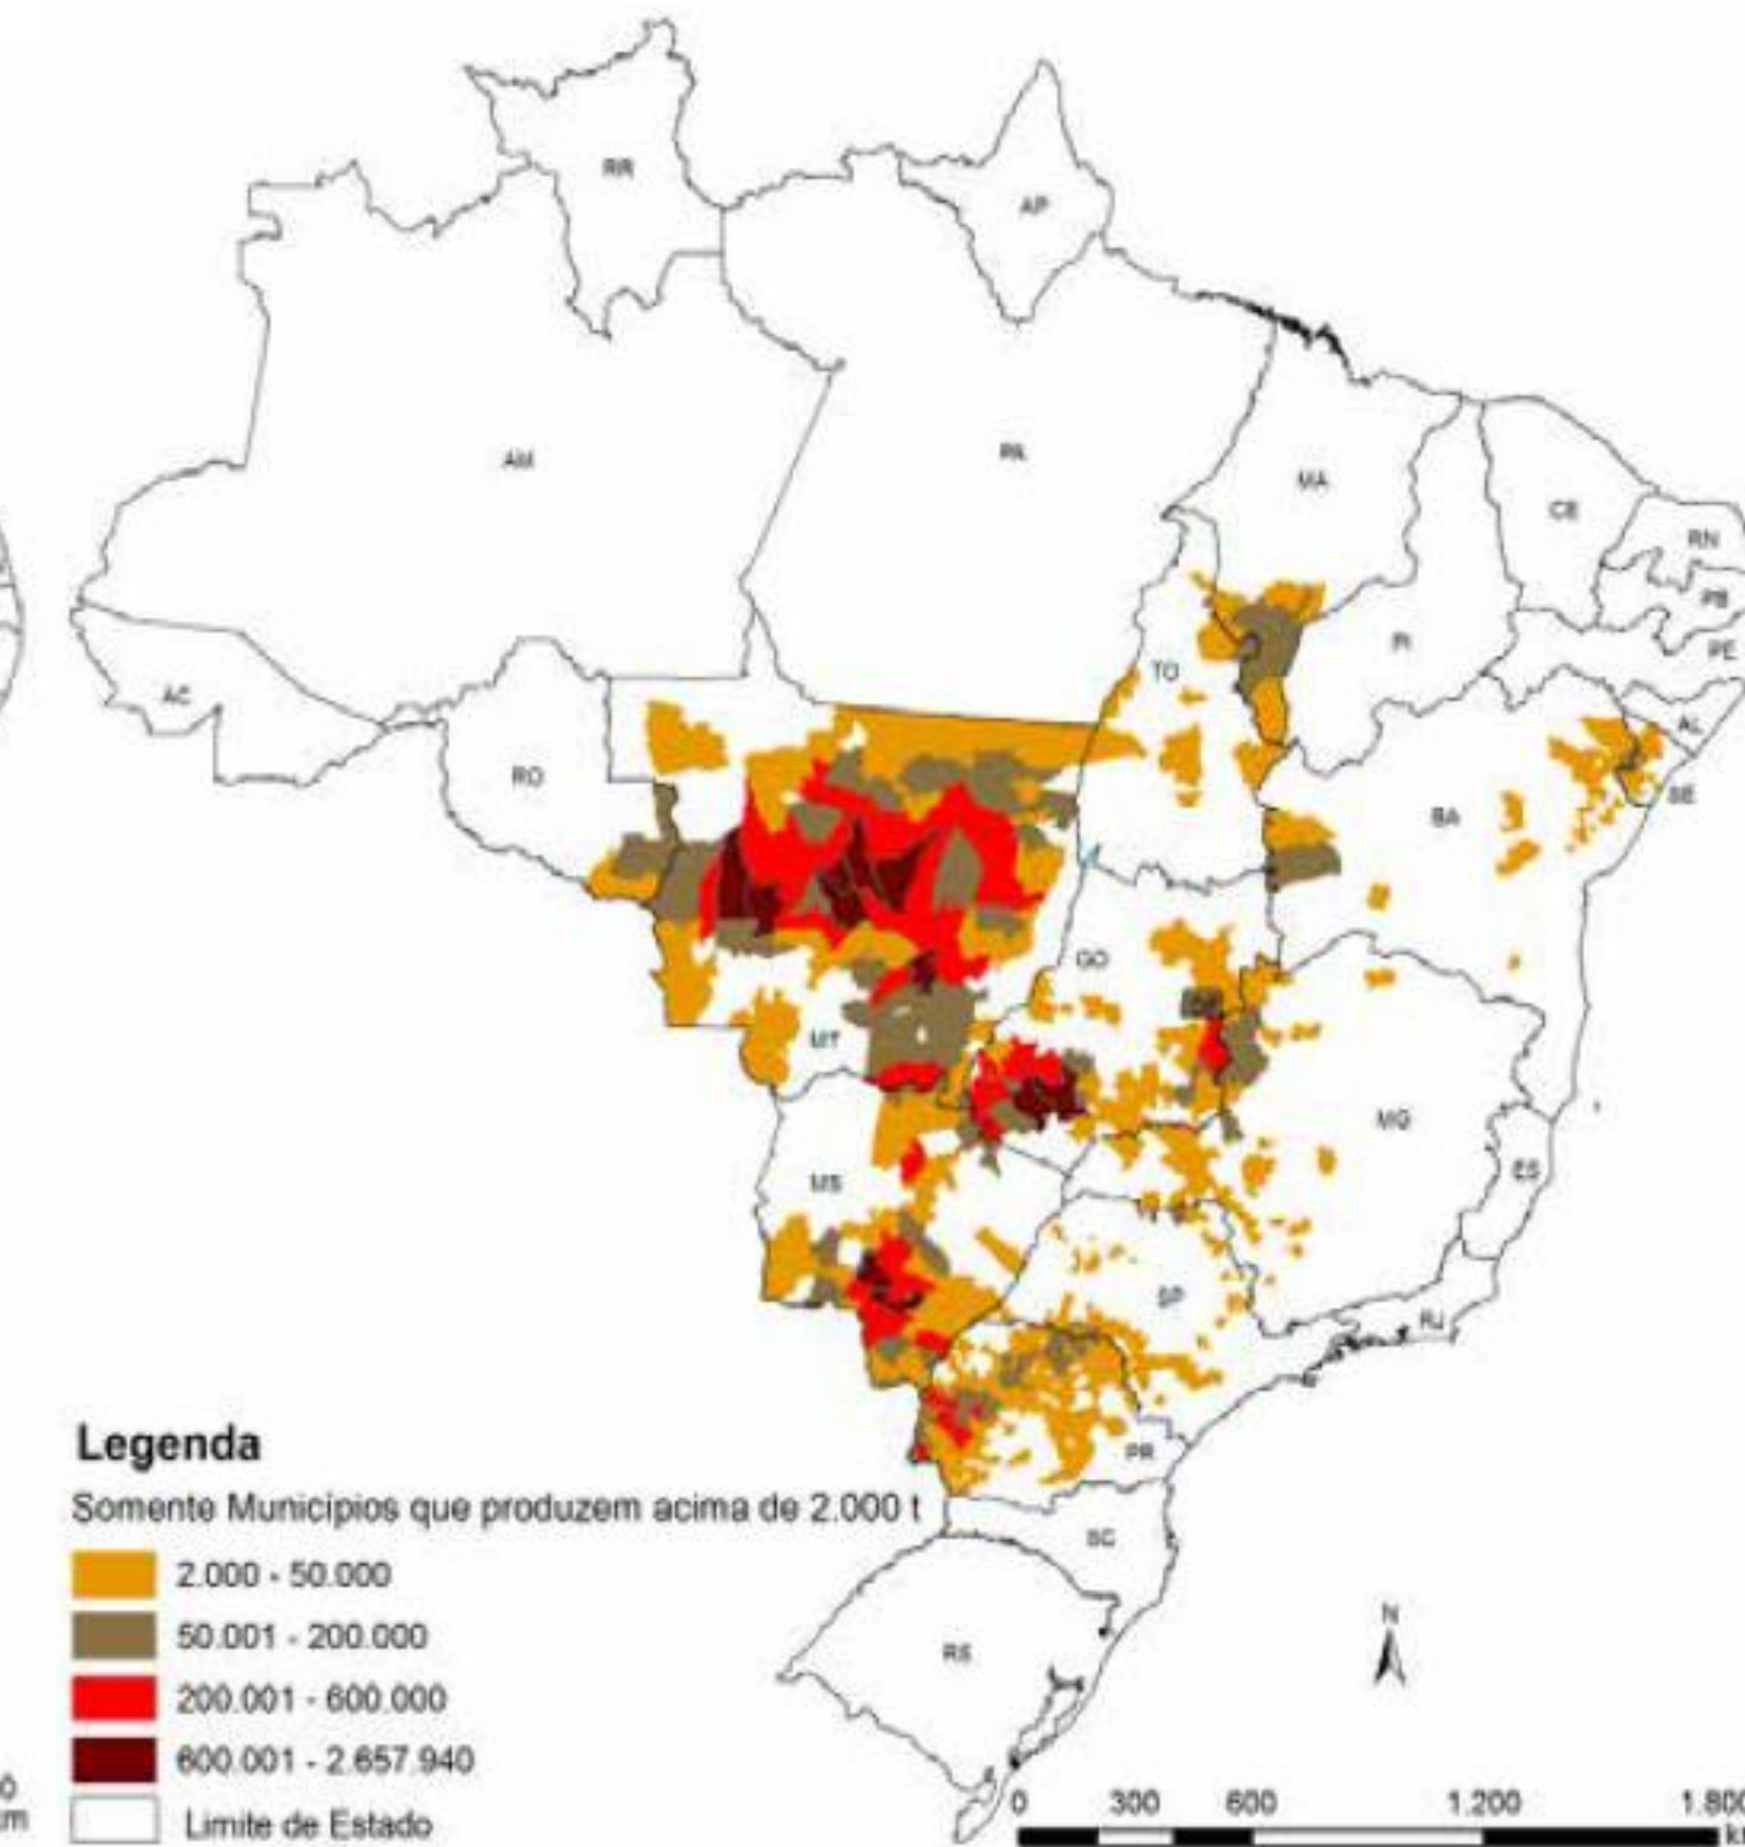 RR
AP
AM
PA
MA
CE
RN
PB
PE
PI
TO
AC
AL
SE
RO
BA
GO
MT
MG
ES
MS
SP
RJ
PR
SC
RS
Legenda
Somente Municípios que produzem acima de 2.000 t
2.000 - 50.000
50.001 - 200.000
200.001 - 600.000
600.001 - 2.657.940
Limite de Estado
N
0 300 600 1.200 1.800